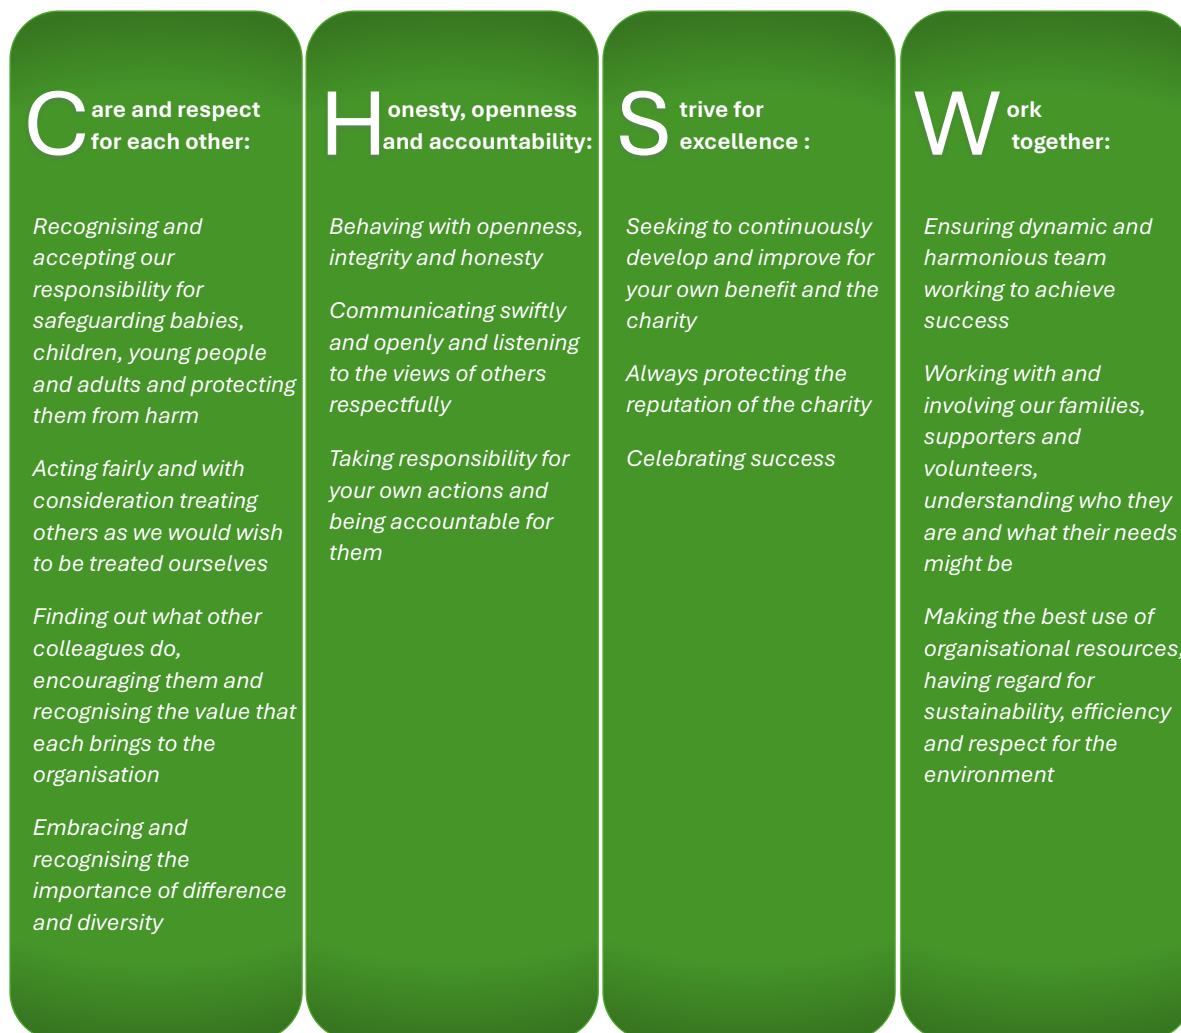 Care and respect
for each other:
Recognising and
accepting our
responsibility for
safeguarding babies,
children, young people
and adults and protecting
them from harm
Acting fairly and with
consideration treating
others as we would wish
to be treated ourselves
Finding out what other
colleagues do,
encouraging them and
recognising the value that
each brings to the
organisation
Embracing and
recognising the
importance of difference
and diversity
Honesty, openness
and accountability:
Behaving with openness,
integrity and honesty
Communicating swiftly
and openly and listening
to the views of others
respectfully
Taking responsibility for
your own actions and
being accountable for
them
Strive for
excellence :
Seeking to continuously
develop and improve for
your own benefit and the
charity
Always protecting the
reputation of the charity
Celebrating success
Work
together:
Ensuring dynamic and
harmonious team
working to achieve
success
Working with and
involving our families,
supporters and
volunteers,
understanding who they
are and what their needs
might be
Making the best use of
organisational resources,
having regard for
sustainability, efficiency
and respect for the
environment